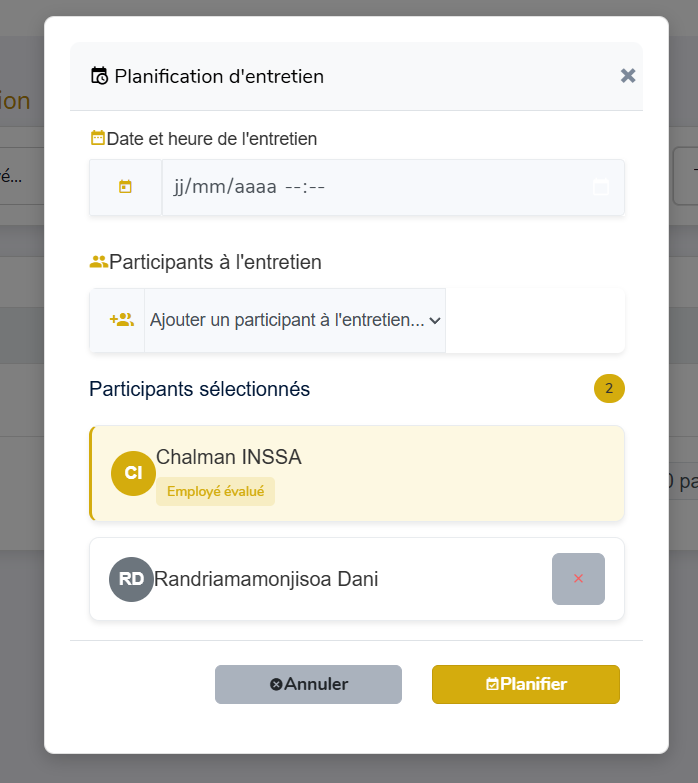 Planification d'entretien
ion
Date et heure de l'entretien
é...
jj/mm/aaaa --:--
Participants à l'entretien
Ajouter un participant à l'entretien...
Participants sélectionnés
2
CI
Chalman INSSA
Employé évalué
pa
RD
Randriamamonjisoa Dani
Annuler
Planifier